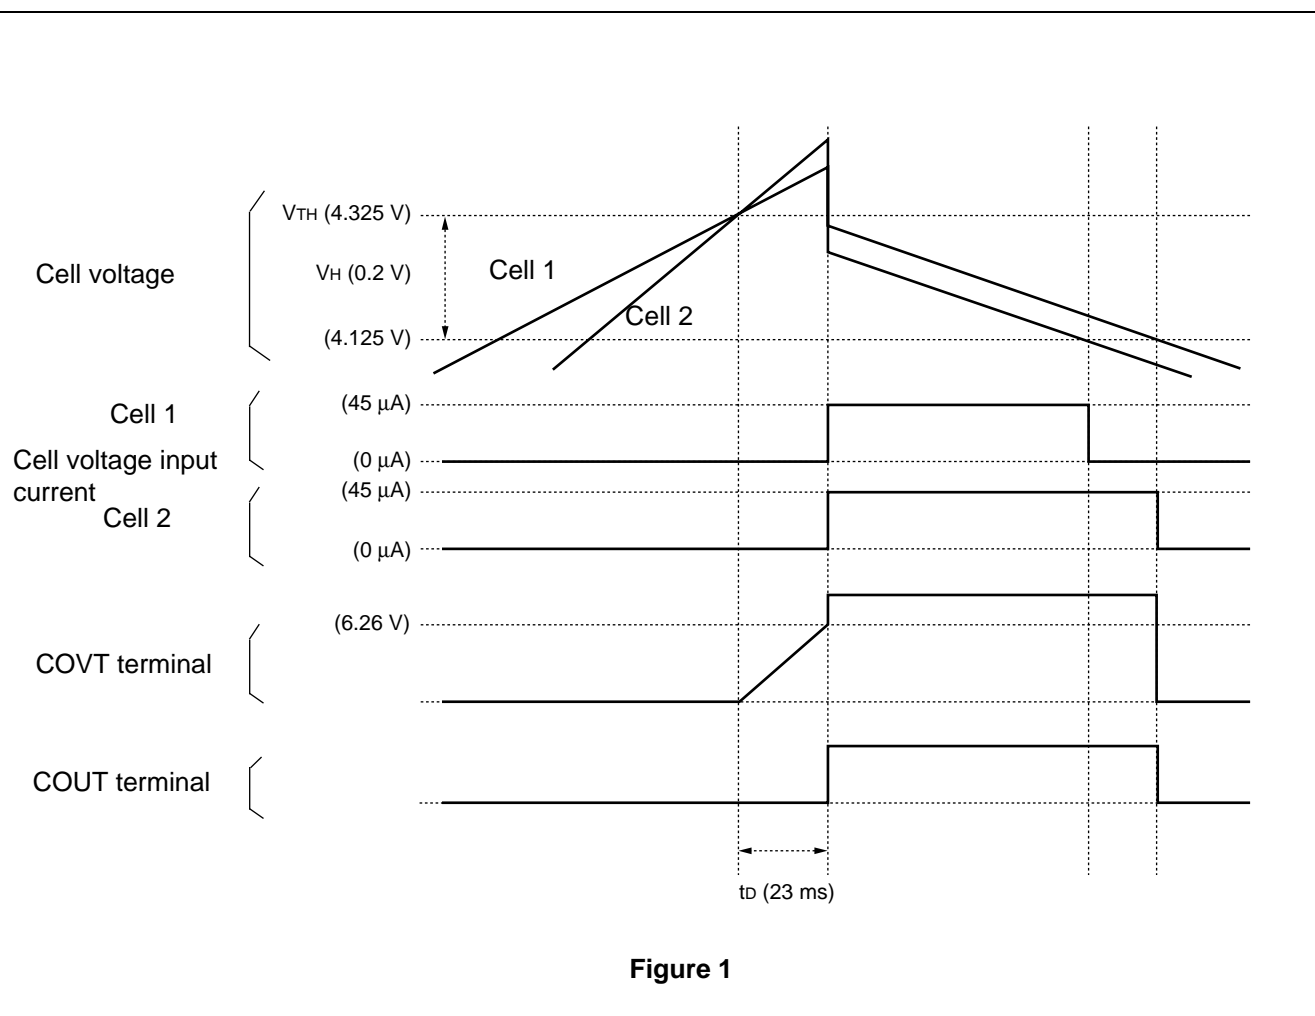 VTH (4.325 V)
Cell voltage
VH (0.2 V)
Cell 1
Cell 2
(4.125 V)
Cell 1
(45 µA)
Cell voltage input
current
(0 µA)
(45 µA)
Cell 2
(0 µA)
(6.26 V)
COVT terminal
COUT terminal
tD (23 ms)
Figure 1